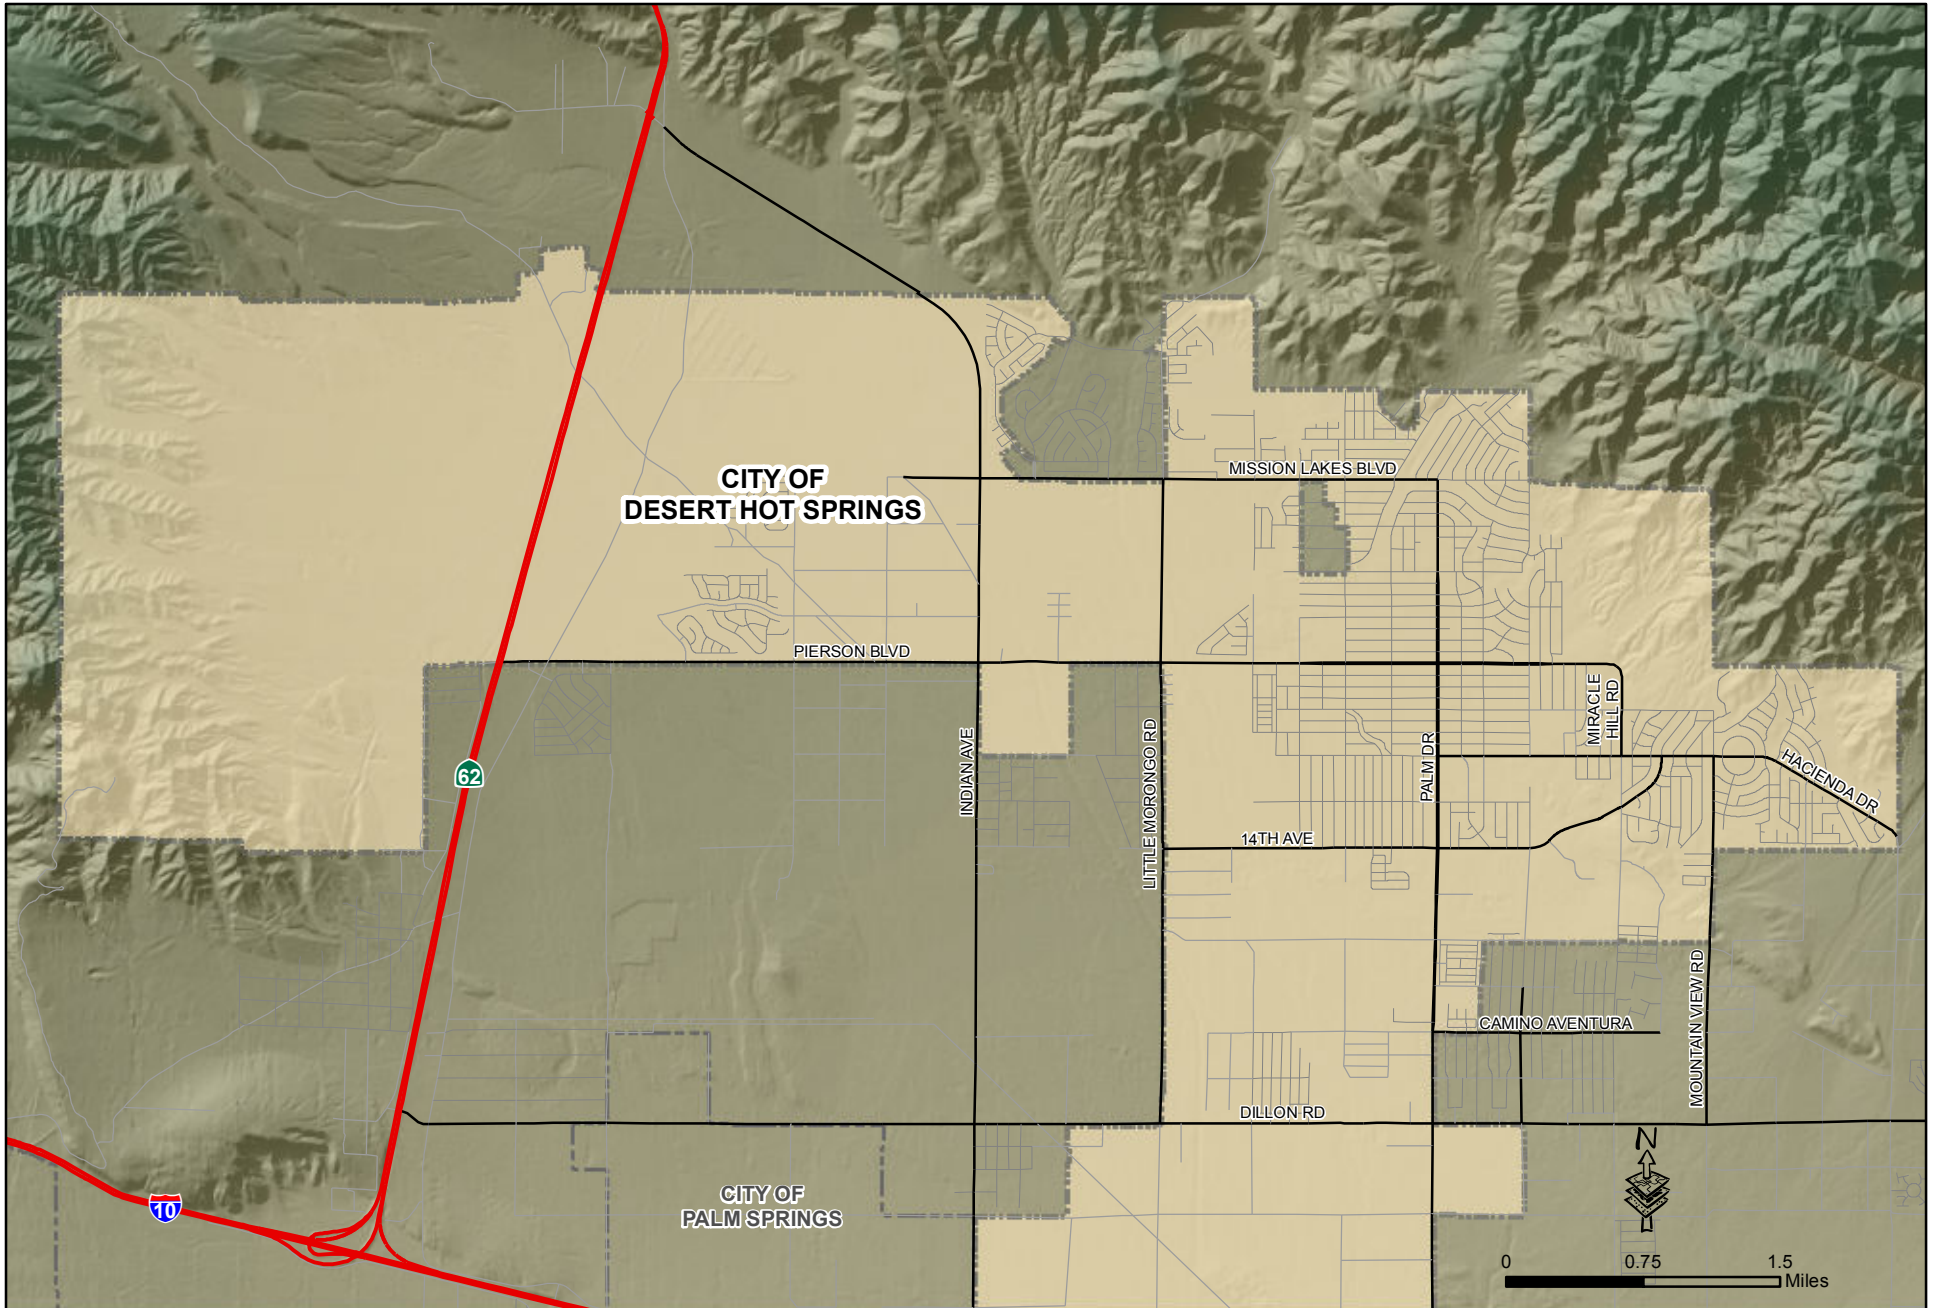 CITY OF
DESERT HOT SPRINGS
MISSION LAKES BLVD
PIERSON BLVD
MIRACLE
HILL RD
62
INDIAN AVE
LITTLE MORONGO RD
PALM DR
HACIENDA DR
14TH AVE
MOUNTAIN VIEW RD
CAMINO AVENTURA
DILLON RD
10
CITY OF
PALM SPRINGS
N
0 0.75 1.5
Miles